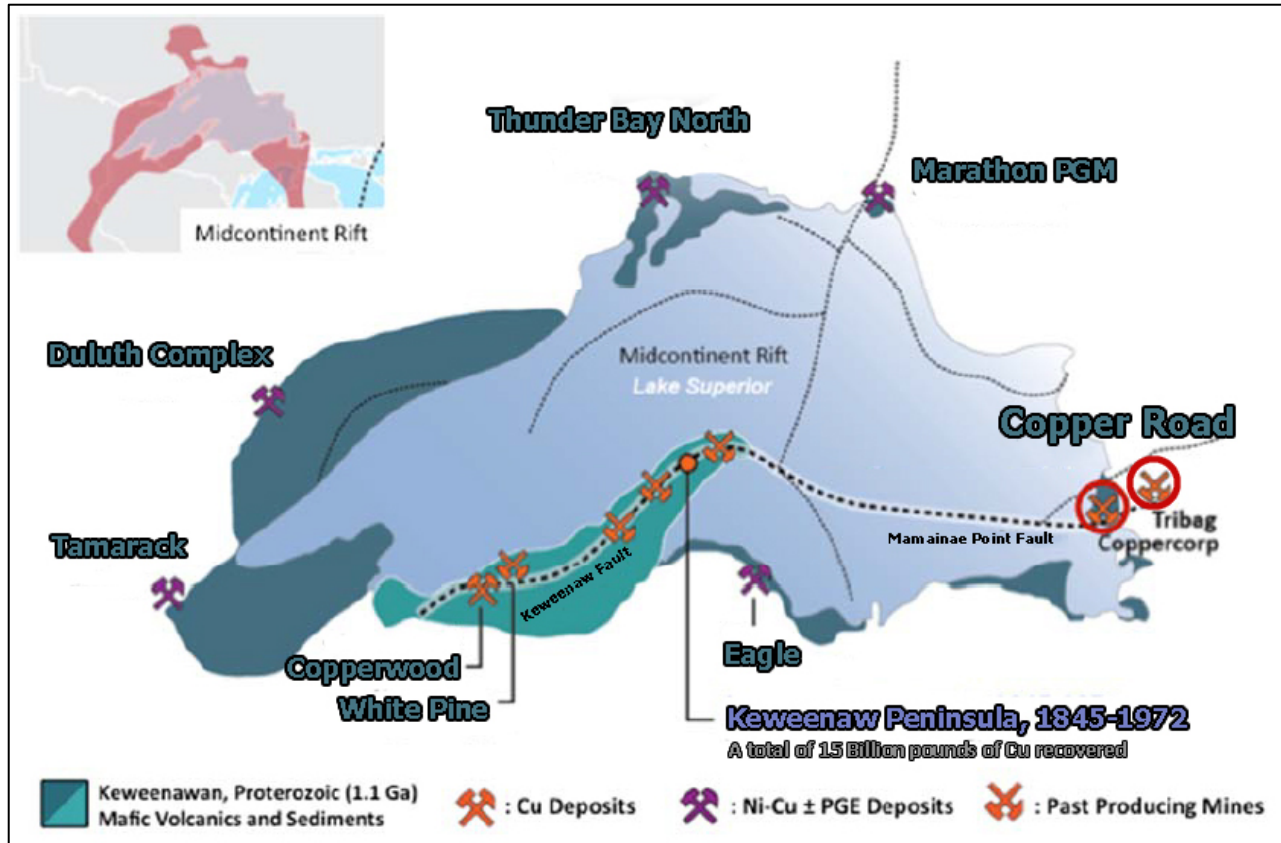 Midcontinent Rift
Thunder Bay North
Marathon PGM
Duluth Complex
Midcontinent Rift
Lake Superior
Copper Road
Tribag
Coppercorp
Mamainae Point Fault
Tamarack
Keweenaw Fault
Copperwood
White Pine
Eagle
Keweenaw Peninsula, 1845-1972
A total of 15 Billion pounds of Cu recovered
Keweenawan, Proterozoic (1.1 Ga)
Mafic Volcanics and Sediments
: Cu Deposits
: Ni-Cu ± PGE Deposits
: Past Producing Mines